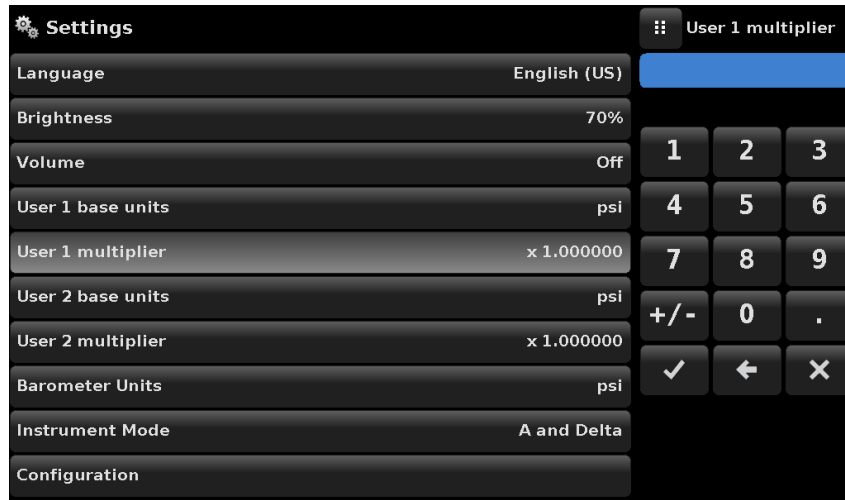 Settings
Language English (US)
Brightness 70%
Volume Off
User 1 base units psi
User 1 multiplier x 1.000000
User 2 base units psi
User 2 multiplier x 1.000000
Barometer Units psi
Instrument Mode A and Delta
Configuration
User 1 multiplier
1 2 3
4 5 6
7 8 9
+/- 0 .